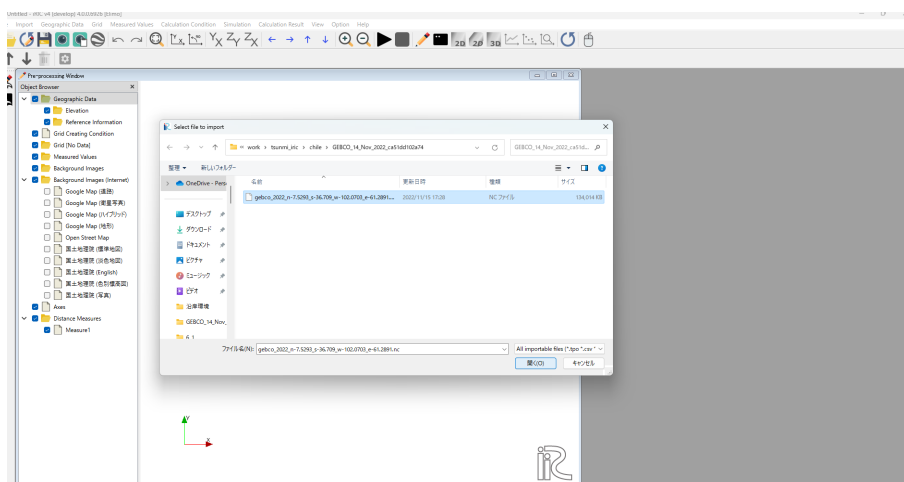 Untitled - iRIC v4 [develop] 4.0.0.6926 [Elimo]
Import Geographic Data Grid Measured Values Calculation Condition Simulation Calculation Result View Option Help
2D 2D 3D
Pre-processing Window
Object Browser
Geographic Data
Elevation
Reference Information
Grid Creating Condition
Grid [No Data]
Measured Values
Background Images
Background Images (Internet)
Google Map (道路)
Google Map (衛星写真)
Google Map (ハイブリッド)
Google Map (地形)
Open Street Map
国土地理院 (標準地図)
国土地理院 (淡色地図)
国土地理院 (English)
国土地理院 (色別標高図)
国土地理院 (写真)
Axes
Distance Measures
Measure1
Select file to import
« work › tsunmi_iric › chile › GEBCO_14_Nov_2022_ca51dd102a74
GEBCO_14_Nov_2022_ca51d...
整理 新しいフォルダー
OneDrive - Perso
デスクトップ
ダウンロード
ドキュメント
ピクチャ
ミュージック
ビデオ
沿岸環境
GEBCO_14_Nov_
6_1
名前 更新日時 種類 サイズ
gebco_2022_n-7.5293_s-36.709_w-102.0703_e-61.2891.... 2022/11/15 17:28 NC ファイル 134,014 KB
ファイル名(N): gebco_2022_n-7.5293_s-36.709_w-102.0703_e-61.2891.nc
All importable files (*.tpo *.csv *
開く(O) キャンセル
Y
X
iRIC